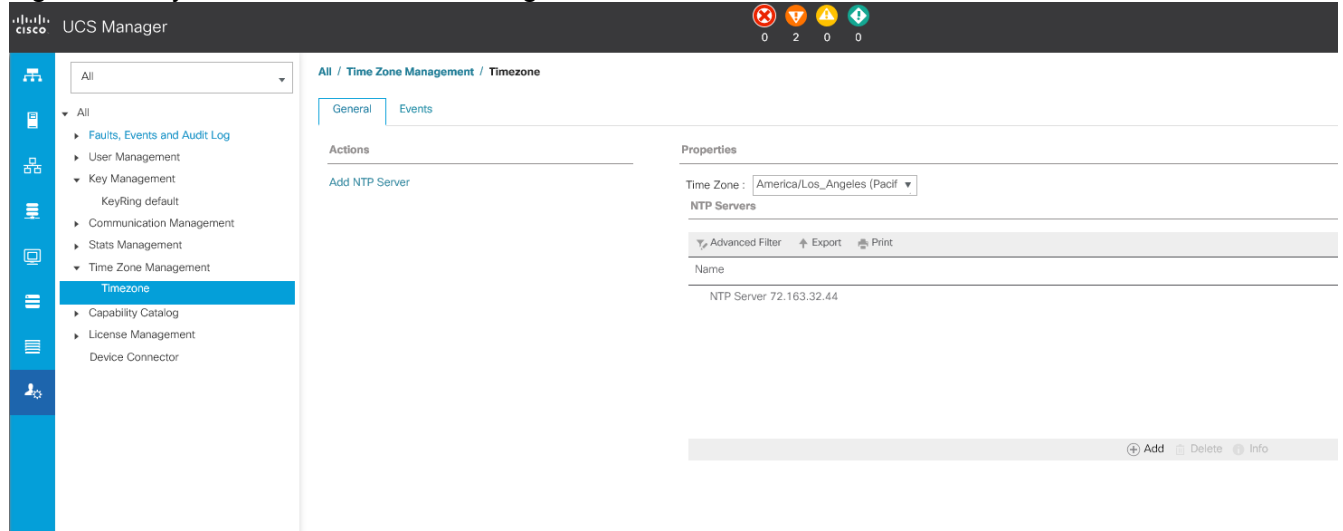 cisco UCS Manager
0 2 0 0
All
All / Time Zone Management / Timezone
General Events
All
Faults, Events and Audit Log
User Management
Key Management
KeyRing default
Communication Management
Stats Management
Time Zone Management
Timezone
Capability Catalog
License Management
Device Connector
Actions
Add NTP Server
Properties
Time Zone : America/Los_Angeles (Pacif
NTP Servers
Advanced Filter Export Print
Name
NTP Server 72.163.32.44
Add Delete Info